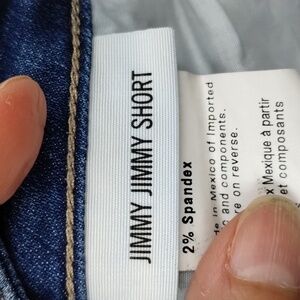 JIMMY JIMMY SHORT
2% Spandex
in Mexico of Imported
and components.
on reverse.
Mexique à partir
et composants